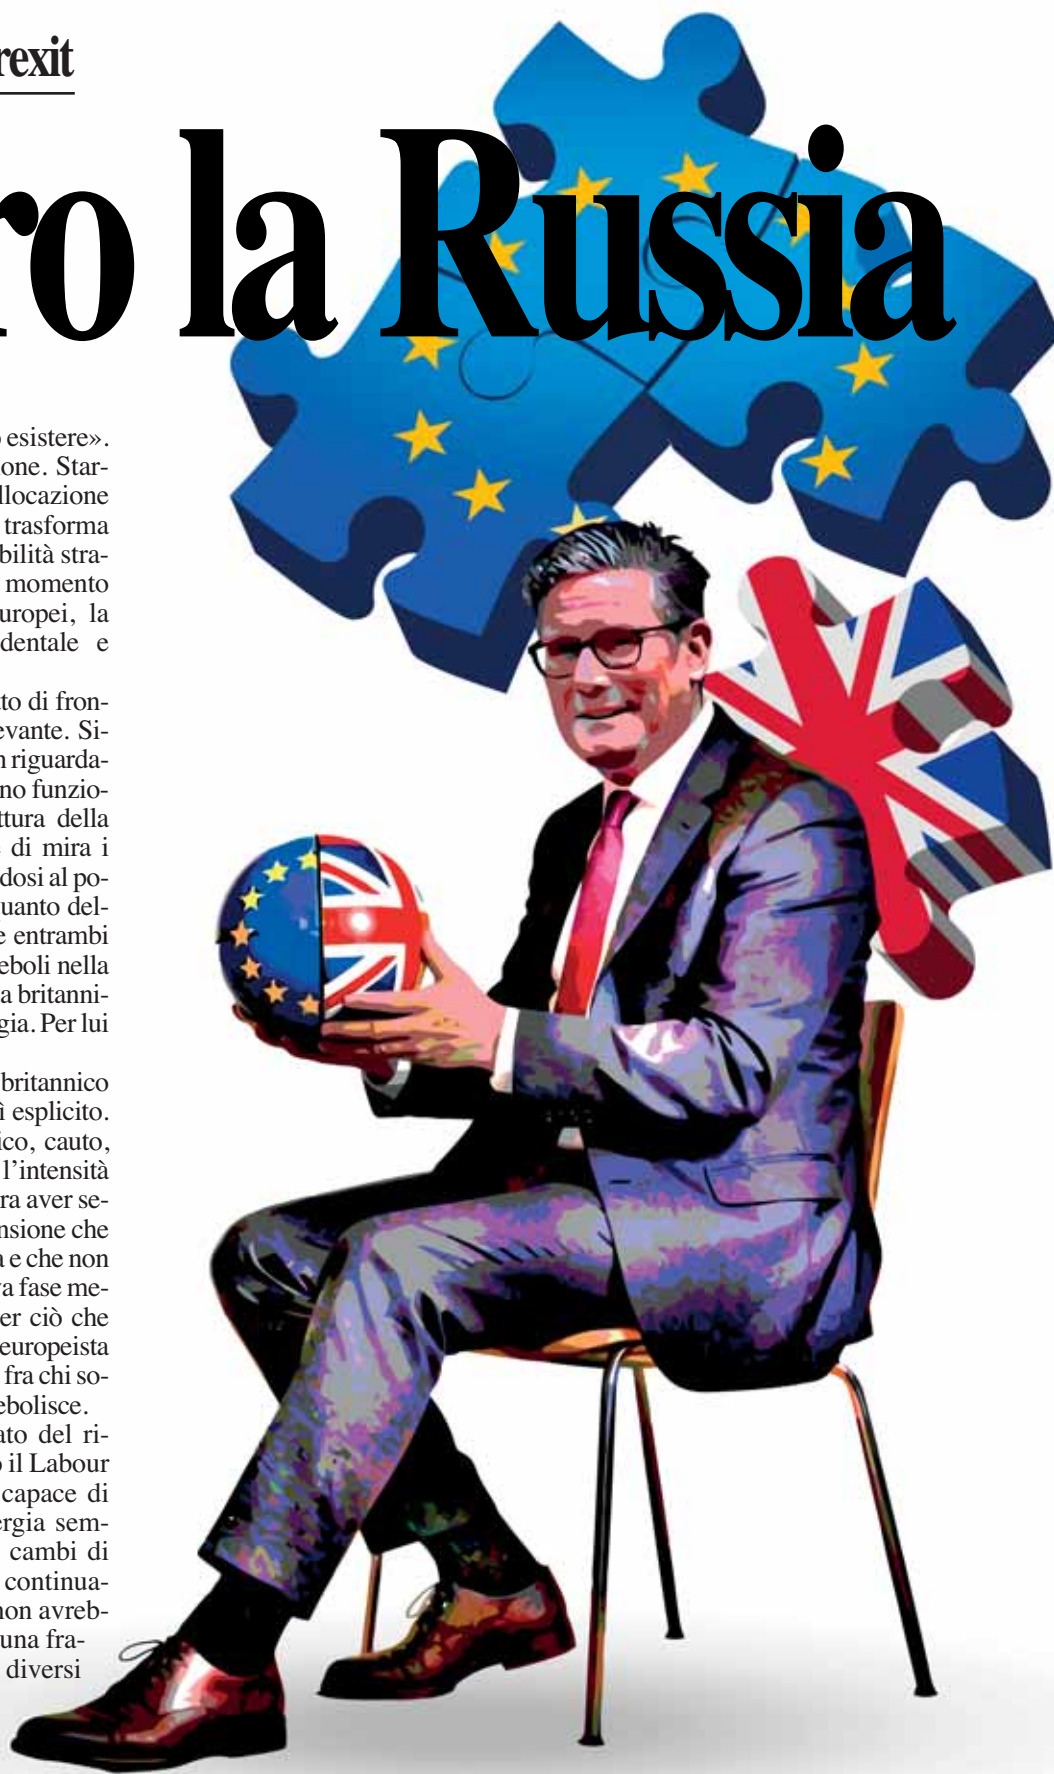 rexit
ro la Russia
o esistere».
one. Star-
llocazione
trasforma
bilità stra-
momento
uropei, la
dentale e
to di fron-
evante. Si-
n riguarda-
no funzio-
ttura della
di mira i
dosi al po-
uanto del-
e entrambi
eboli nella
a britanni-
gia. Per lui
britannico
ì esplicito.
ico, cauto,
l’intensità
ra aver se-
nsione che
a e che non
va fase me-
er ciò che
europeista
fra chi so-
ebolisce.
ato del ri-
o il Labour
capace di
ergia sem-
cambi di
continua-
non avreb-
una fra-
diversi